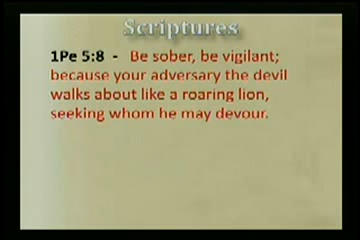 Scriptures
1Pe 5:8 - Be sober, be vigilant;
because your adversary the devil
walks about like a roaring lion,
seeking whom he may devour.